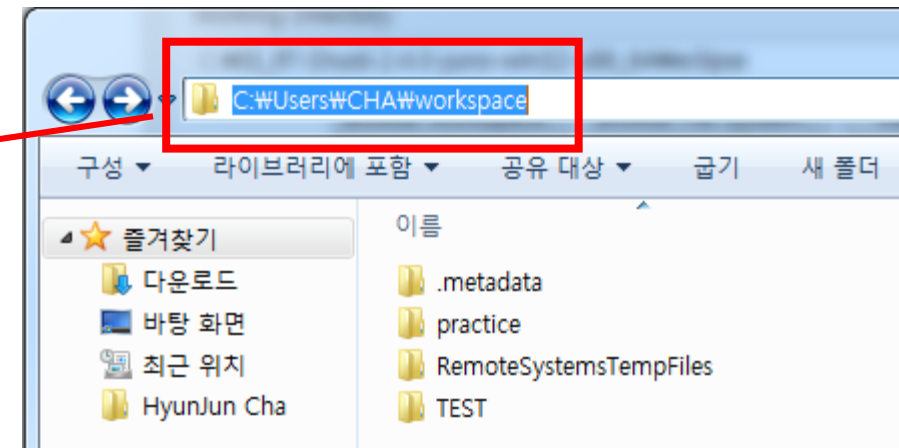 C:₩Users₩CHA₩workspace
구성 라이브러리에 포함 공유 대상 굽기 새 폴더
즐겨찾기
다운로드
바탕 화면
최근 위치
HyunJun Cha
이름
.metadata
practice
RemoteSystemsTempFiles
TEST